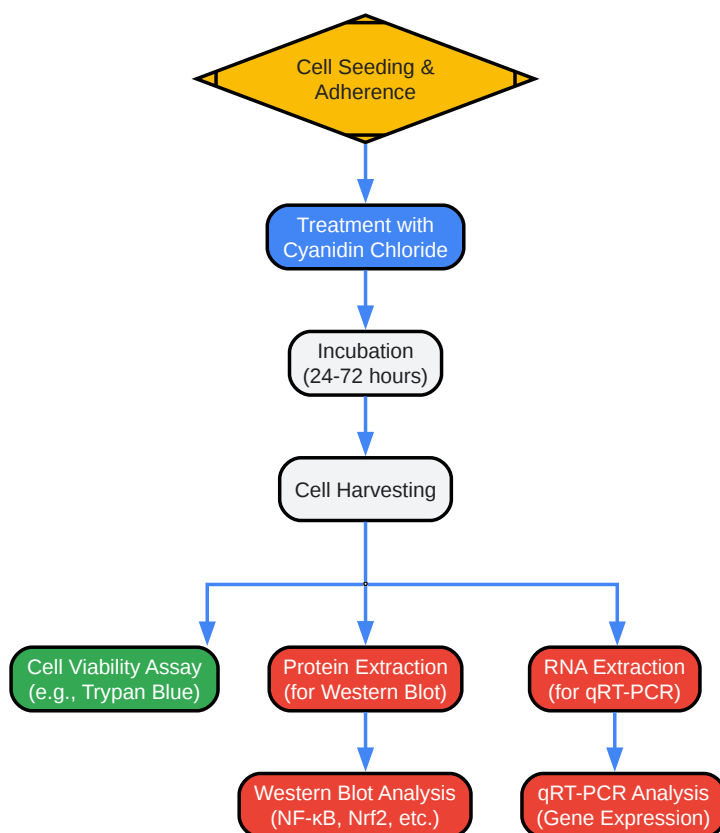 Cell Seeding &
Adherence
Treatment with
Cyanidin Chloride
Incubation
(24-72 hours)
Cell Harvesting
Cell Viability Assay
(e.g., Trypan Blue)
Protein Extraction
(for Western Blot)
RNA Extraction
(for qRT-PCR)
Western Blot Analysis
(NF-κB, Nrf2, etc.)
qRT-PCR Analysis
(Gene Expression)